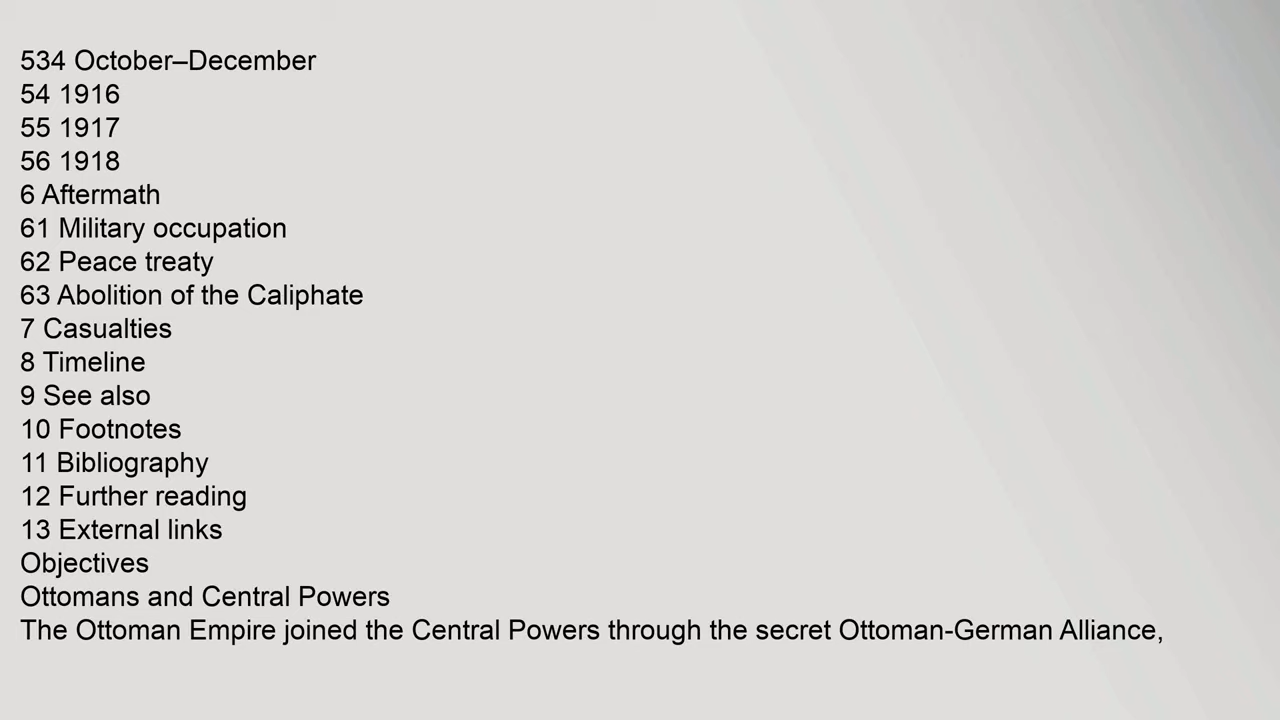 534 October–December
54 1916
55 1917
56 1918
6 Aftermath
61 Military occupation
62 Peace treaty
63 Abolition of the Caliphate
7 Casualties
8 Timeline
9 See also
10 Footnotes
11 Bibliography
12 Further reading
13 External links
Objectives
Ottomans and Central Powers
The Ottoman Empire joined the Central Powers through the secret Ottoman-German Alliance,